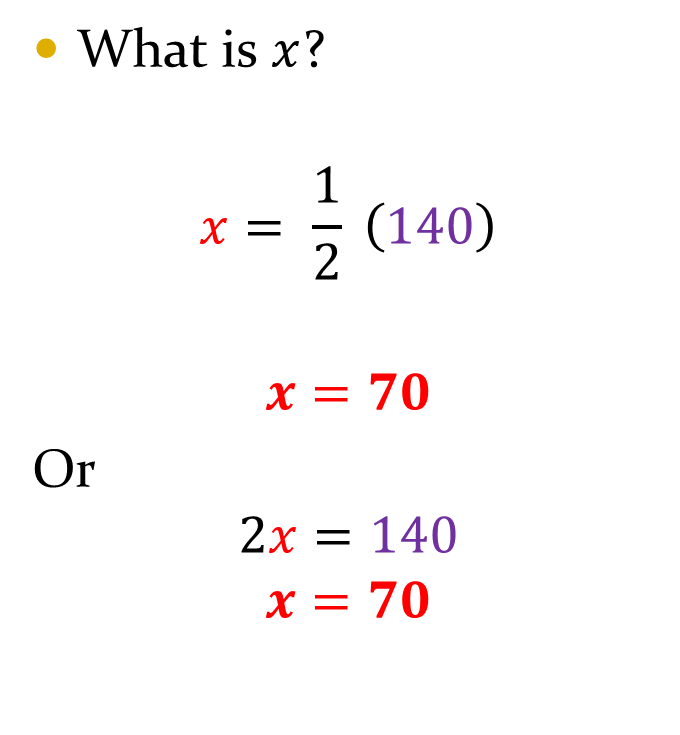 • What is x?
x = 1/2 (140)
x = 70
Or
2x = 140
x = 70